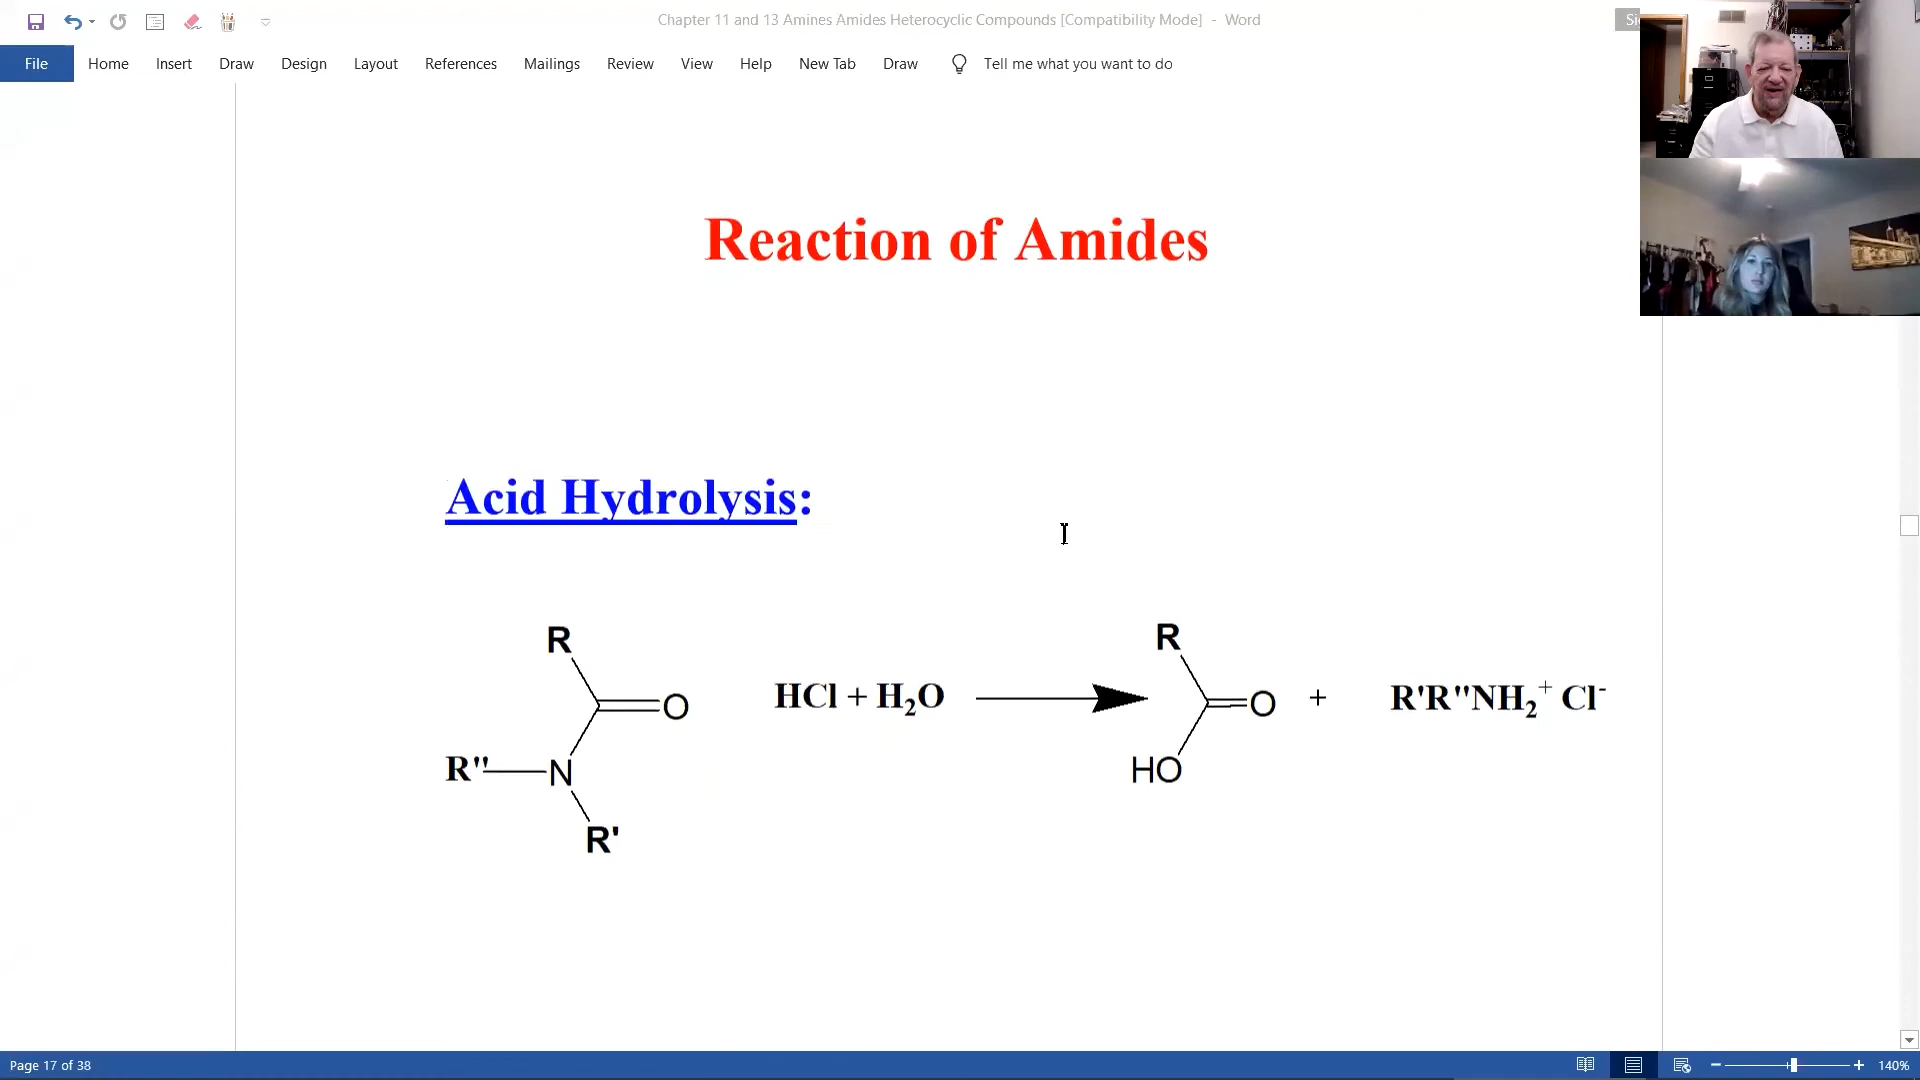 Chapter 11 and 13 Amines Amides Heterocyclic Compounds [Compatibility Mode] - Word
File Home Insert Draw Design Layout References Mailings Review View Help New Tab Draw Tell me what you want to do
Reaction of Amides
Acid Hydrolysis:
R
O
R'' N
R'
HCl + H₂O
R
O
HO
+ R'R''NH₂⁺ Cl⁻
Page 17 of 38
140%